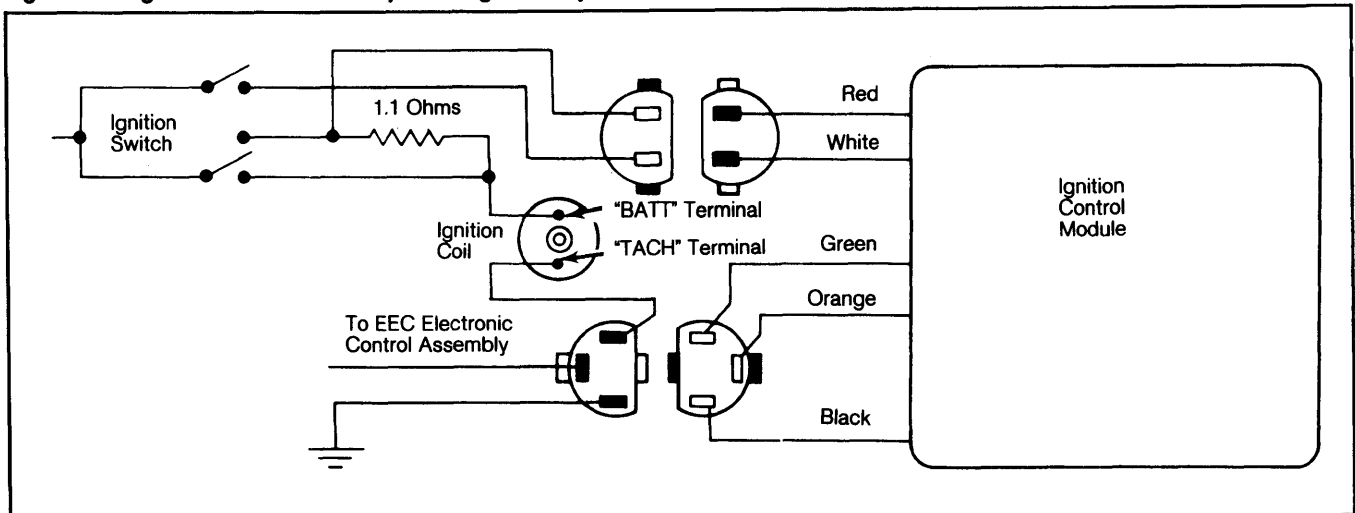 Ignition
Switch
1.1 Ohms
Red
White
Ignition
Control
Module
"BATT" Terminal
Ignition
Coil
"TACH" Terminal
Green
Orange
To EEC Electronic
Control Assembly
Black